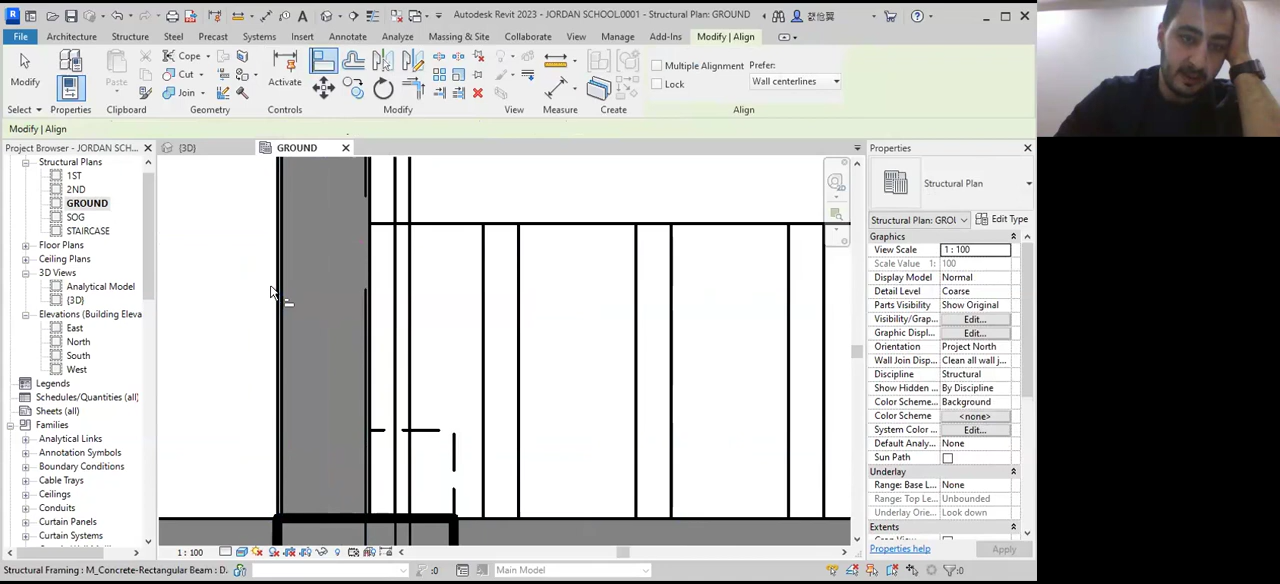 Autodesk Revit 2023 - JORDAN SCHOOL.0001 - Structural Plan: GROUND
File Architecture Structure Steel Precast Systems Insert Annotate Analyze Massing & Site Collaborate View Manage Add-Ins Modify | Align
Cope
Cut
Join
Modify Paste Activate
Multiple Alignment Prefer:
Lock Wall centerlines
Select Properties Clipboard Geometry Controls Modify View Measure Create Align
Modify | Align
Project Browser - JORDAN SCH...
Structural Plans
1ST
2ND
GROUND
SOG
STAIRCASE
Floor Plans
Ceiling Plans
3D Views
Analytical Model
{3D}
Elevations (Building Eleva
East
North
South
West
Legends
Schedules/Quantities (all)
Sheets (all)
Families
Analytical Links
Annotation Symbols
Boundary Conditions
Cable Trays
Ceilings
Conduits
Curtain Panels
Curtain Systems
{3D} GROUND
1 : 100
Properties
Structural Plan
Structural Plan: GROU Edit Type
Graphics
View Scale 1 : 100
Scale Value 1: 100
Display Model Normal
Detail Level Coarse
Parts Visibility Show Original
Visibility/Grap... Edit...
Graphic Displ... Edit...
Orientation Project North
Wall Join Disp... Clean all wall j...
Discipline Structural
Show Hidden ... By Discipline
Color Scheme... Background
Color Scheme <none>
System Color ... Edit...
Default Analy... None
Sun Path
Underlay
Range: Base L... None
Range: Top Le... Unbounded
Underlay Orie... Look down
Extents
Properties help Apply
Structural Framing : M_Concrete-Rectangular Beam : D. :0 Main Model :0